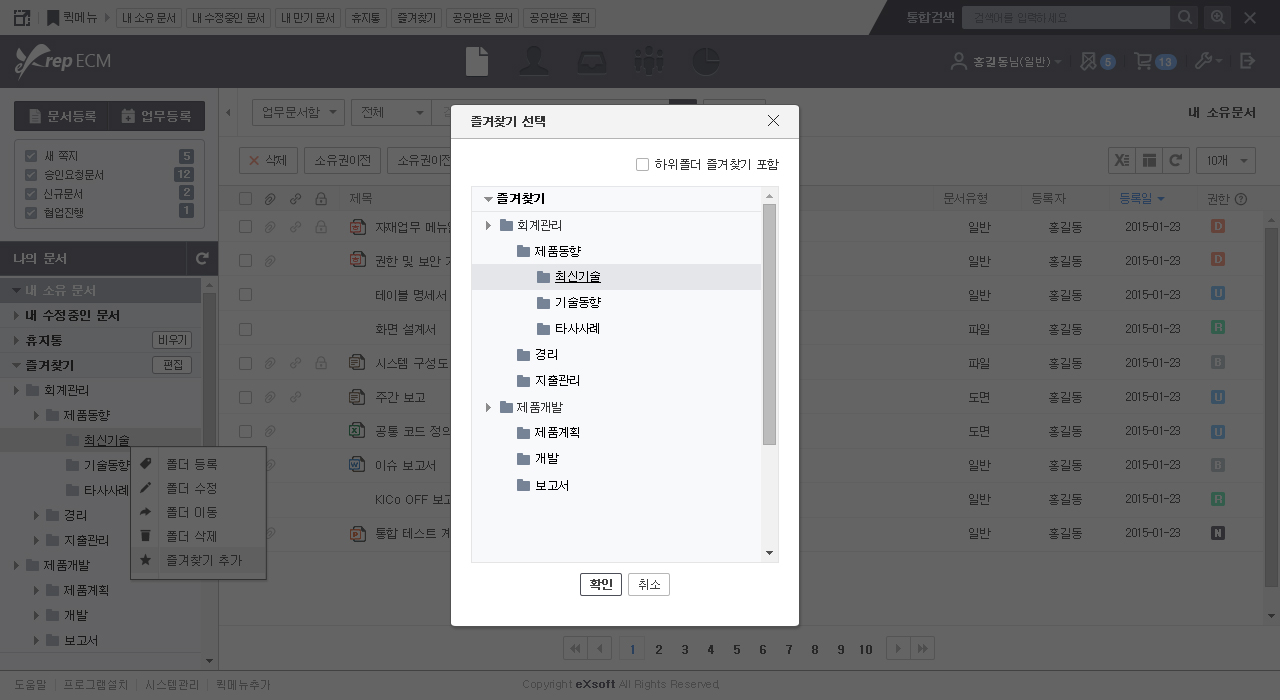 퀵메뉴 내 소유 문서 내 수정중인 문서 내 만기 문서 휴지통 즐겨찾기 공유받은 문서 공유받은 폴더 통합검색 검색어를 입력하세요
eXrep ECM 홍길동님(일반) 5 13
문서등록 업무등록
업무문서함 전체
내 소유문서
새 쪽지 5
승인요청문서 12
신규문서 2
협업진행 1
삭제 소유권이전 10개
제목 문서유형 등록자 등록일 권한
자재업무 메뉴 일반 홍길동 2015-01-23 D
권한 및 보안 일반 홍길동 2015-01-23 D
테이블 명세서 일반 홍길동 2015-01-23 U
화면 설계서 파일 홍길동 2015-01-23 R
시스템 구성도 파일 홍길동 2015-01-23 B
주간 보고 도면 홍길동 2015-01-23 U
공통 코드 정의 도면 홍길동 2015-01-23 U
이슈 보고서 일반 홍길동 2015-01-23 B
KICo OFF 보고 일반 홍길동 2015-01-23 R
통합 테스트 일반 홍길동 2015-01-23 N
나의 문서
내 소유 문서
내 수정중인 문서
휴지통 비우기
즐겨찾기 편집
회계관리
제품동향
최신기술
기술동향
타사사례
경리
지출관리
제품개발
제품계획
개발
보고서
폴더 등록
폴더 수정
폴더 이동
폴더 삭제
즐겨찾기 추가
즐겨찾기 선택
하위폴더 즐겨찾기 포함
즐겨찾기
회계관리
제품동향
최신기술
기술동향
타사사례
경리
지출관리
제품개발
제품계획
개발
보고서
확인 취소
1 2 3 4 5 6 7 8 9 10
도움말 프로그램설치 시스템관리 퀵메뉴추가
Copyright eXsoft All Rights Reserved.